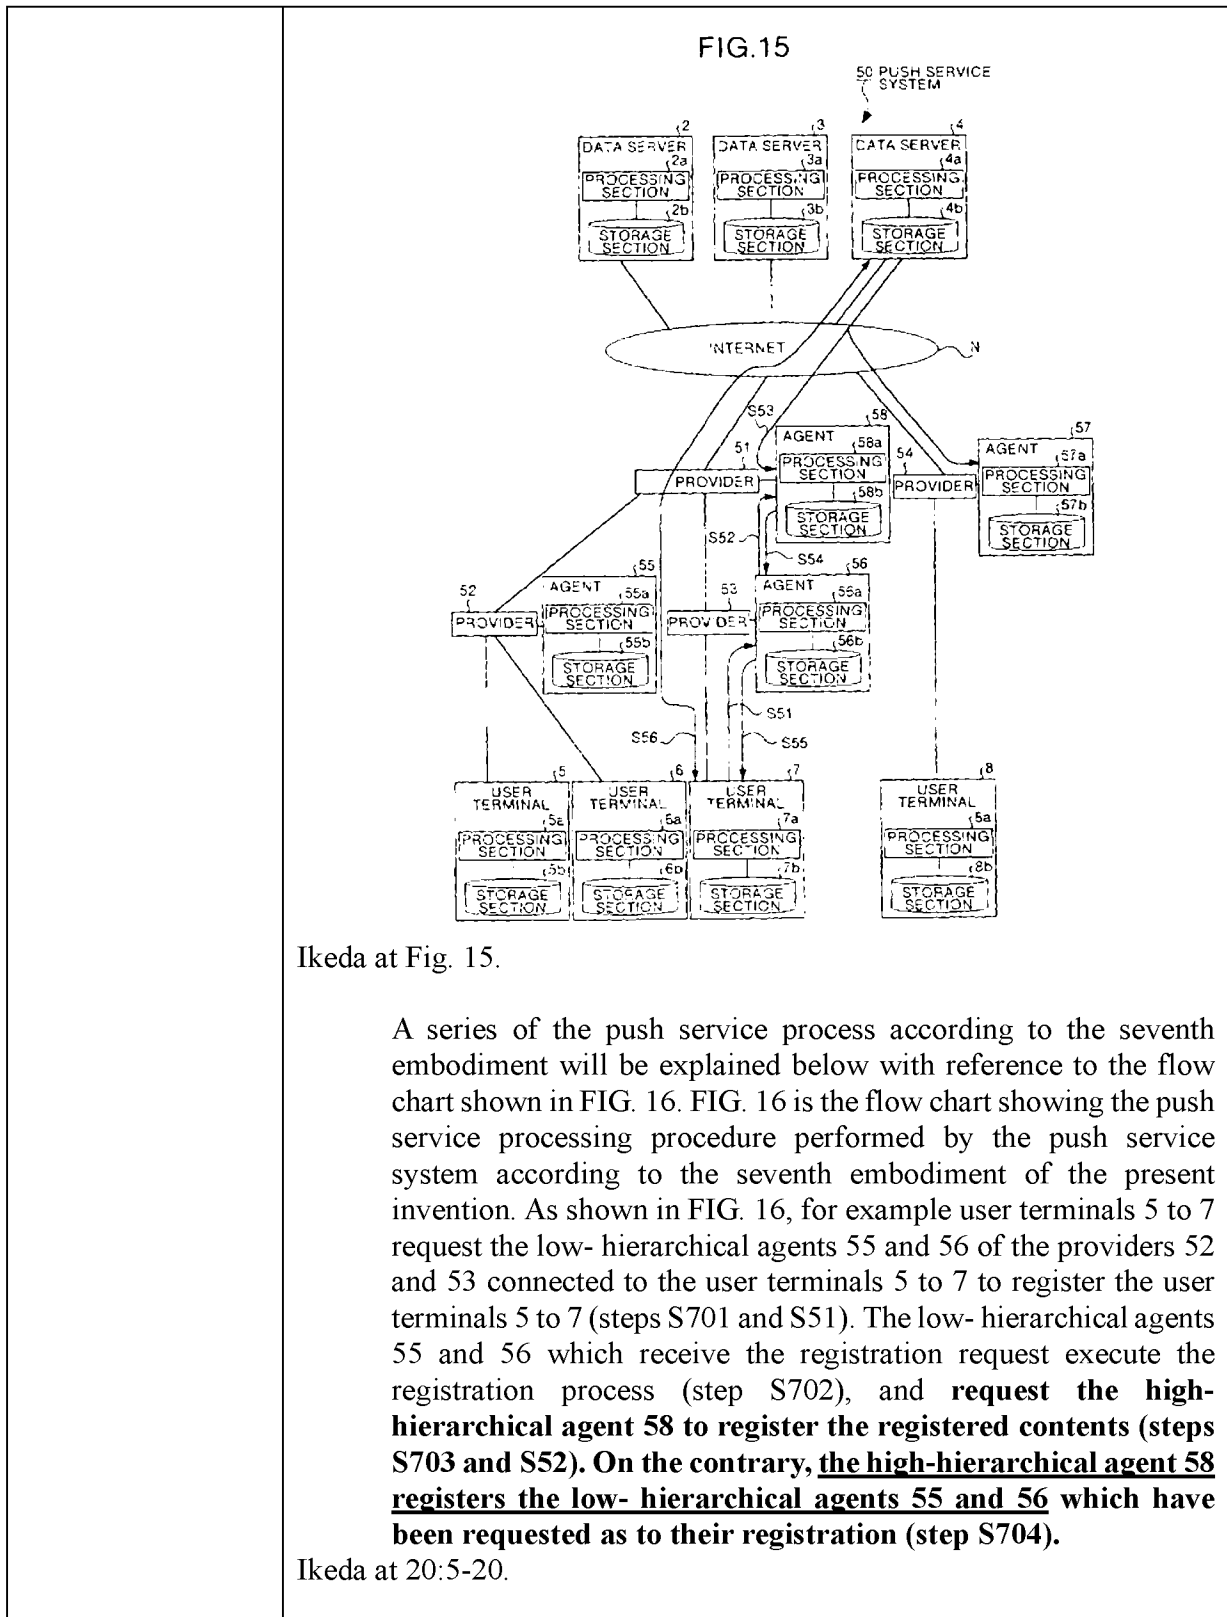 FIG.15
50 PUSH SERVICE
SYSTEM
2
DATA SERVER
2a
PROCESSING
SECTION
2b
STORAGE
SECTION
3
DATA SERVER
3a
PROCESSING
SECTION
3b
STORAGE
SECTION
4
DATA SERVER
4a
PROCESSING
SECTION
4b
STORAGE
SECTION
INTERNET
N
S53
51
PROVIDER
58
AGENT
58a
PROCESSING
SECTION
58b
STORAGE
SECTION
54
PROVIDER
57
AGENT
57a
PROCESSING
SECTION
57b
STORAGE
SECTION
S52
S54
52
PROVIDER
55
AGENT
55a
PROCESSING
SECTION
55b
STORAGE
SECTION
53
PROVIDER
56
AGENT
56a
PROCESSING
SECTION
56b
STORAGE
SECTION
S56
S51
S55
5
USER
TERMINAL
5a
PROCESSING
SECTION
5b
STORAGE
SECTION
6
USER
TERMINAL
6a
PROCESSING
SECTION
6b
STORAGE
SECTION
7
USER
TERMINAL
7a
PROCESSING
SECTION
7b
STORAGE
SECTION
8
USER
TERMINAL
5a
PROCESSING
SECTION
8b
STORAGE
SECTION
Ikeda at Fig. 15.
A series of the push service process according to the seventh
embodiment will be explained below with reference to the flow
chart shown in FIG. 16. FIG. 16 is the flow chart showing the push
service processing procedure performed by the push service
system according to the seventh embodiment of the present
invention. As shown in FIG. 16, for example user terminals 5 to 7
request the low- hierarchical agents 55 and 56 of the providers 52
and 53 connected to the user terminals 5 to 7 to register the user
terminals 5 to 7 (steps S701 and S51). The low- hierarchical agents
55 and 56 which receive the registration request execute the
registration process (step S702), and request the high-
hierarchical agent 58 to register the registered contents (steps
S703 and S52). On the contrary, the high-hierarchical agent 58
registers the low- hierarchical agents 55 and 56 which have
been requested as to their registration (step S704).
Ikeda at 20:5-20.